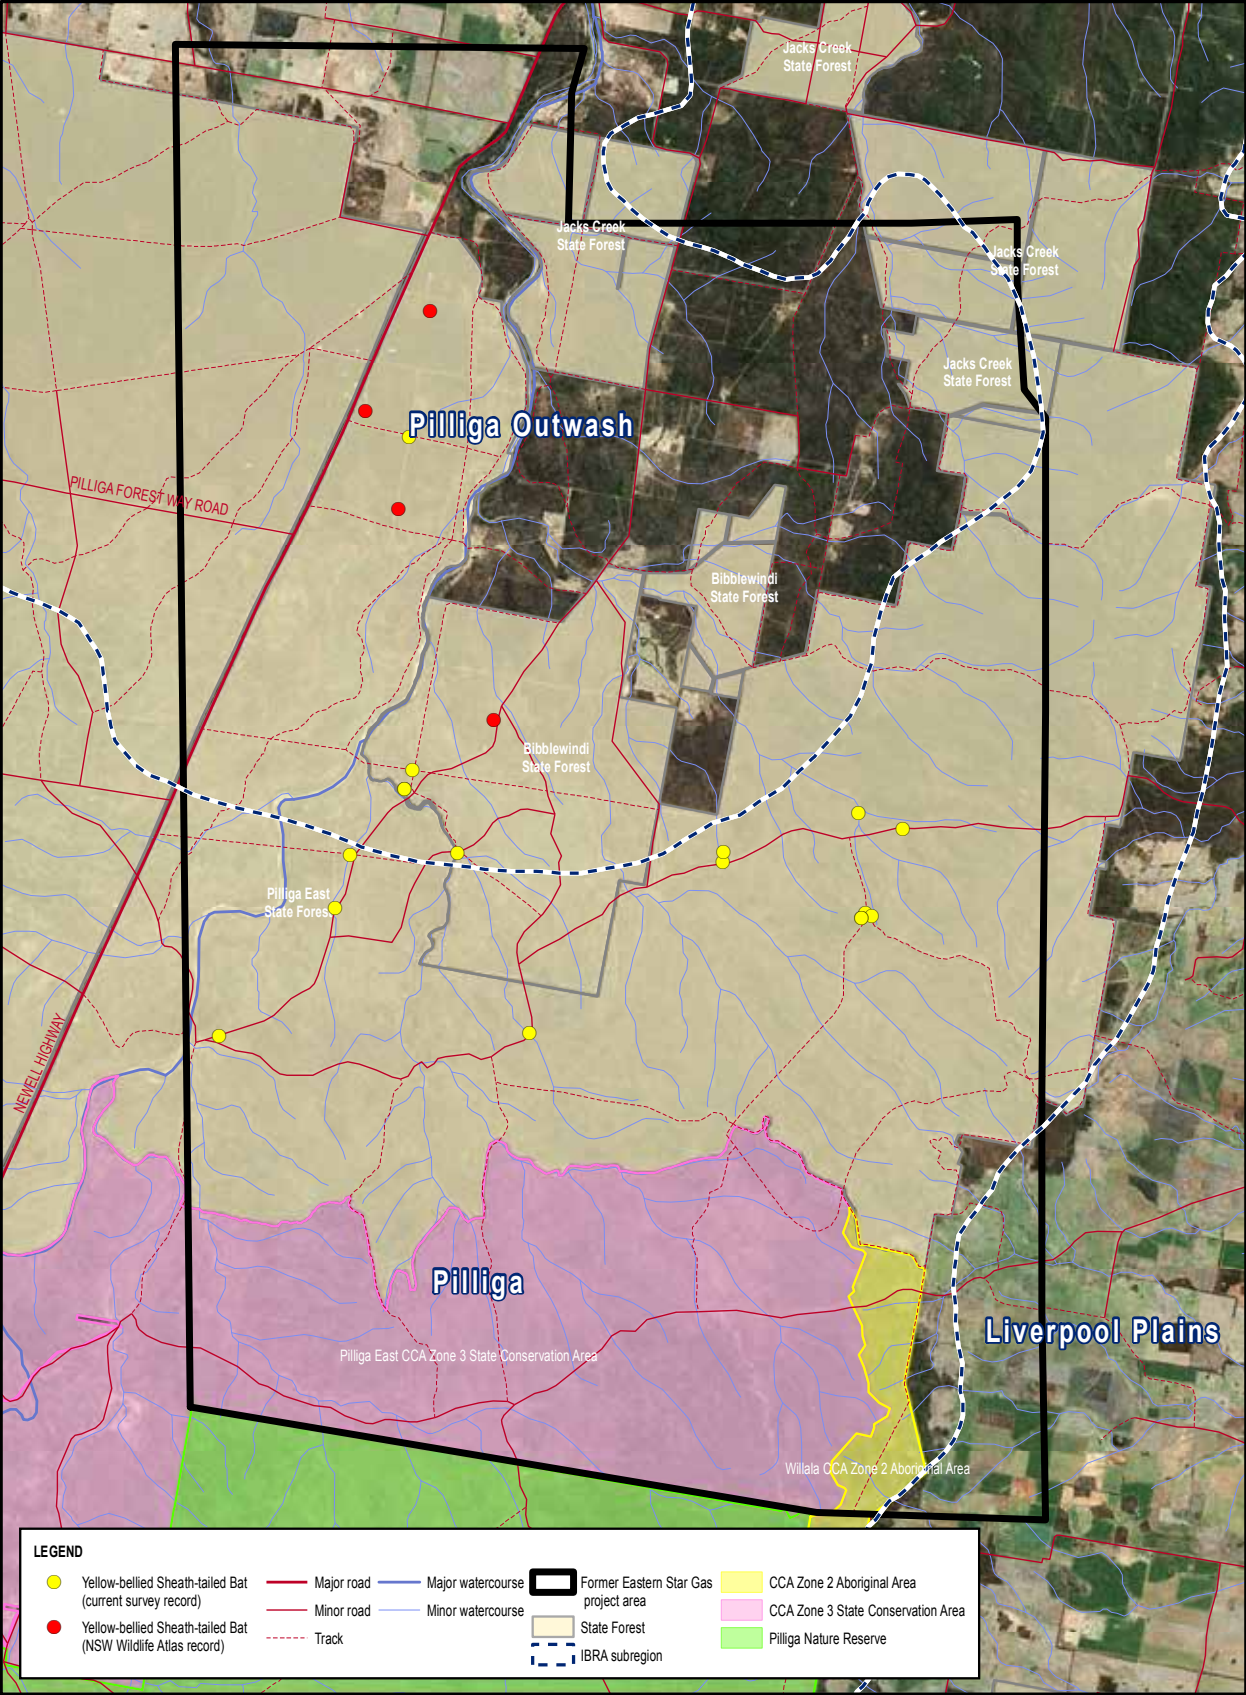 Jacks Creek
State Forest
Jacks Creek
State Forest
Jacks Creek
State Forest
Jacks Creek
State Forest
Pilliga Outwash
PILLIGA FOREST WAY ROAD
Bibblewindi
State Forest
Bibblewindi
State Forest
Pilliga East
State Forest
NEWELL HIGHWAY
Pilliga
Liverpool Plains
Pilliga East CCA Zone 3 State Conservation Area
Willala CCA Zone 2 Aboriginal Area
LEGEND
Yellow-bellied Sheath-tailed Bat
(current survey record)
Yellow-bellied Sheath-tailed Bat
(NSW Wildlife Atlas record)
Major road
Minor road
Track
Major watercourse
Minor watercourse
Former Eastern Star Gas
project area
State Forest
IBRA subregion
CCA Zone 2 Aboriginal Area
CCA Zone 3 State Conservation Area
Pilliga Nature Reserve